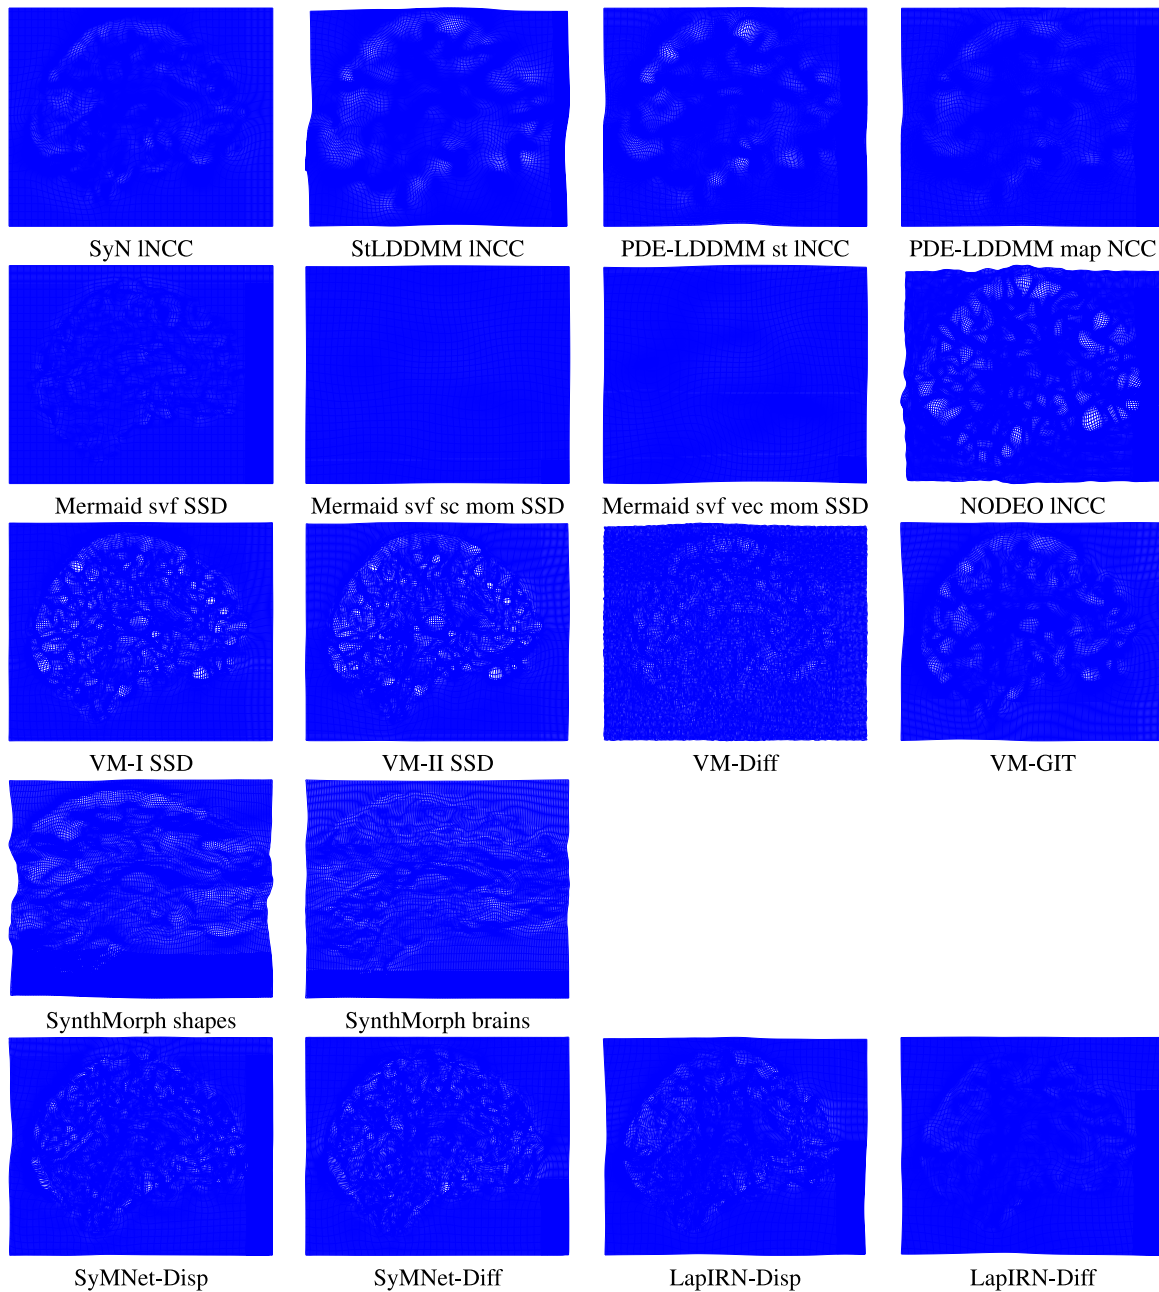 SyN lNCC
StLDDMM lNCC
PDE-LDDMM st lNCC
PDE-LDDMM map NCC
Mermaid svf SSD
Mermaid svf sc mom SSD
Mermaid svf vec mom SSD
NODEO lNCC
VM-I SSD
VM-II SSD
VM-Diff
VM-GIT
SynthMorph shapes
SynthMorph brains
SyMNet-Disp
SyMNet-Diff
LapIRN-Disp
LapIRN-Diff